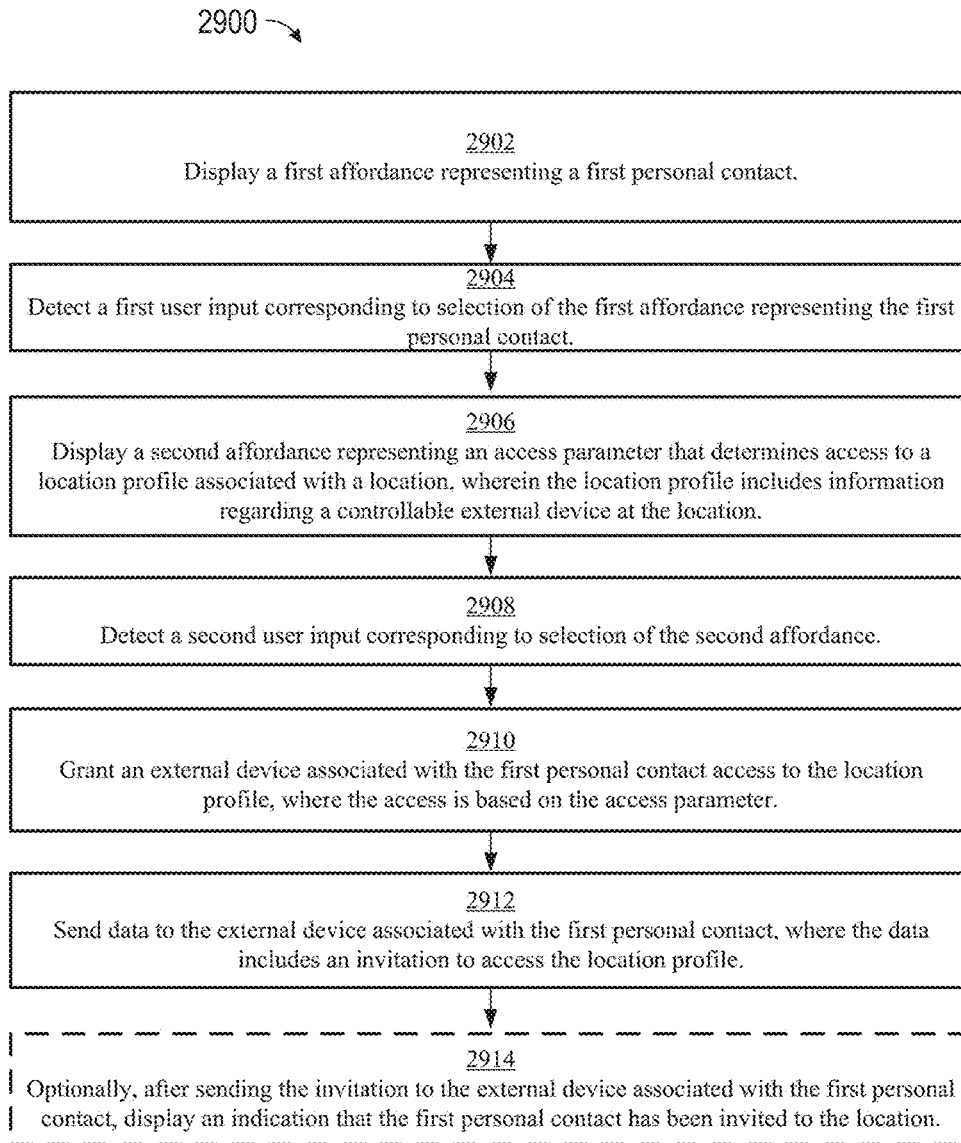 2900
2902
Display a first affordance representing a first personal contact.
2904
Detect a first user input corresponding to selection of the first affordance representing the first
personal contact.
2906
Display a second affordance representing an access parameter that determines access to a
location profile associated with a location, wherein the location profile includes information
regarding a controllable external device at the location.
2908
Detect a second user input corresponding to selection of the second affordance.
2910
Grant an external device associated with the first personal contact access to the location
profile, where the access is based on the access parameter.
2912
Send data to the external device associated with the first personal contact, where the data
includes an invitation to access the location profile.
2914
Optionally, after sending the invitation to the external device associated with the first personal
contact, display an indication that the first personal contact has been invited to the location.